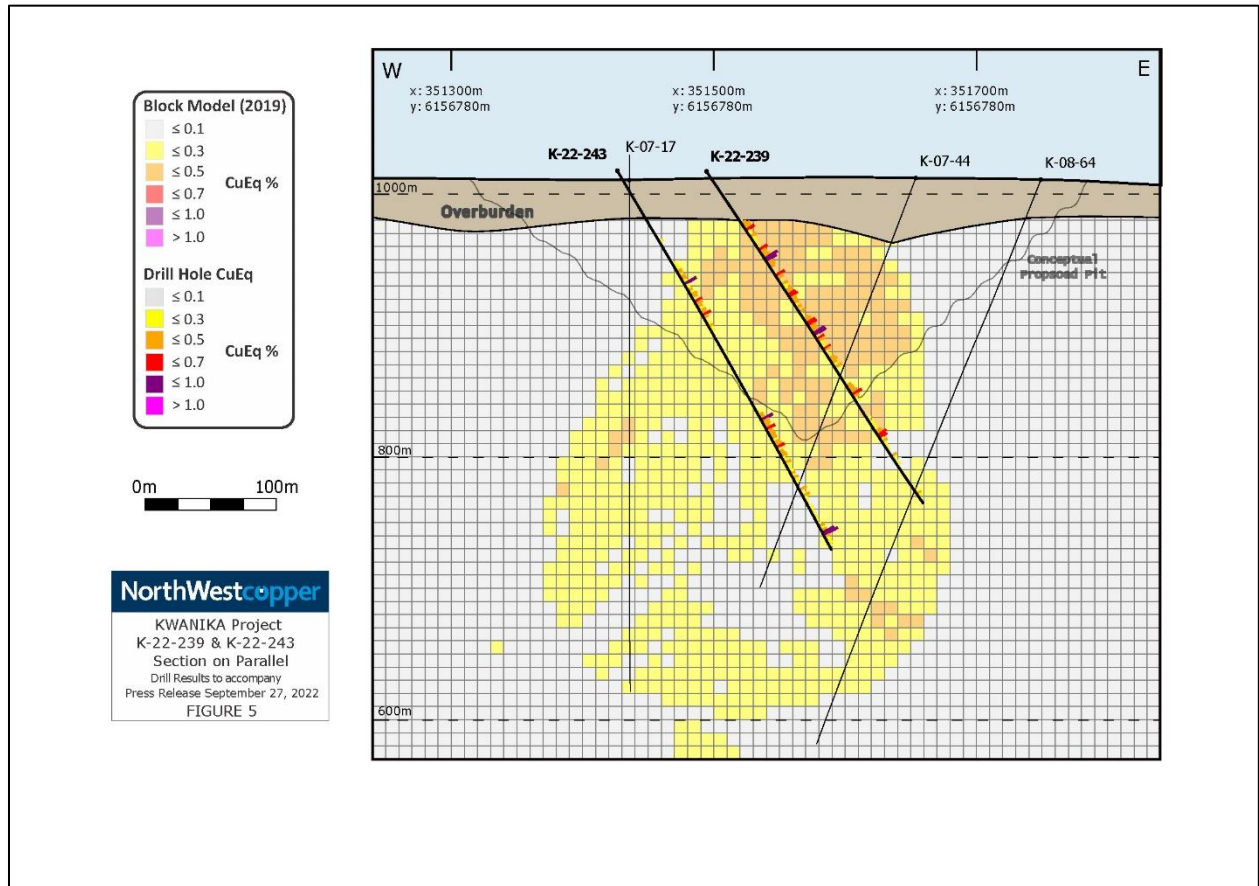 Block Model (2019)
≤ 0.1
≤ 0.3
≤ 0.5
≤ 0.7
≤ 1.0
> 1.0
CuEq %
Drill Hole CuEq
≤ 0.1
≤ 0.3
≤ 0.5
≤ 0.7
≤ 1.0
> 1.0
CuEq %
0m 100m
NorthWestcopper
KWANIKA Project
K-22-239 & K-22-243
Section on Parallel
Drill Results to accompany
Press Release September 27, 2022
FIGURE 5
W E
x: 351300m x: 351500m x: 351700m
y: 6156780m y: 6156780m y: 6156780m
K-22-243 K-07-17 K-22-239 K-07-44 K-08-64
1000m
Overburden
Conceptual
Propsoad Pit
800m
600m